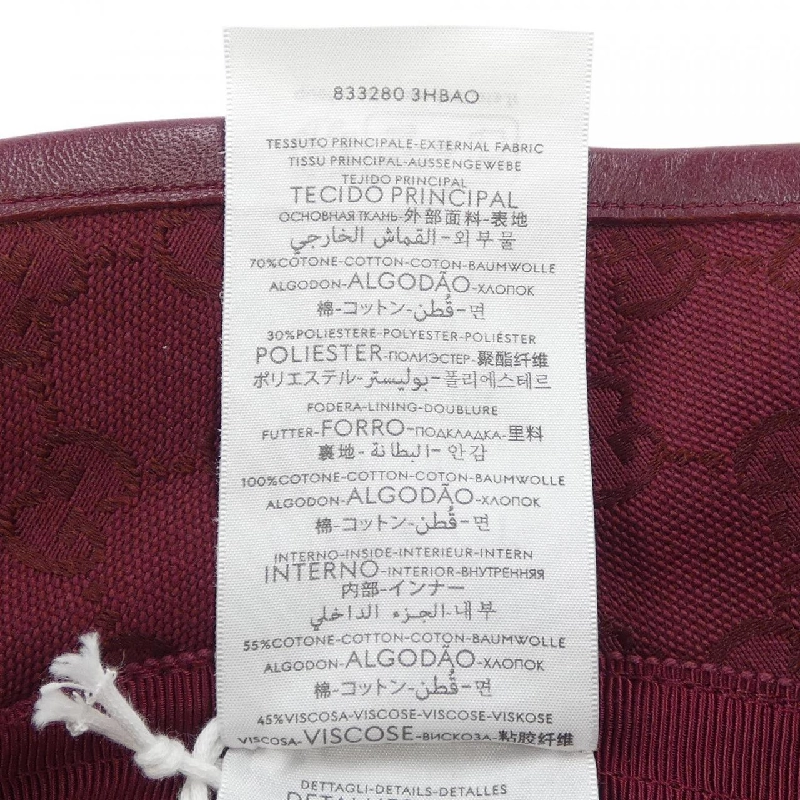 833280 3HBAO
TESSUTO PRINCIPALE-EXTERNAL FABRIC
TISSU PRINCIPAL-AUSSENGEWEBE
TEJIDO PRINCIPAL
TECIDO PRINCIPAL
ОСНОВНАЯ ТКАНЬ-外部面料-表地
القماش الخارجي-외부물
70%COTONE-COTTON-COTON-BAUMWOLLE
ALGODON-ALGODÃO-ХЛОПОК
棉-コットン-قُطن-면
30%POLIESTERE-POLYESTER-POLIÉSTER
POLIESTER-ПОЛИЭСТЕР-聚酯纤维
ポリエステル-بوليستر-폴리에스테르
FODERA-LINING-DOUBLURE
FUTTER-FORRO-ПОДКЛАДКА-里料
裏地-البطانة-안감
100%COTONE-COTTON-COTON-BAUMWOLLE
ALGODON-ALGODÃO-ХЛОПОК
棉-コットン-قُطن-면
INTERNO-INSIDE-INTERIEUR-INTERN
INTERNO-INTERIOR-ВНУТРЕННЯЯ
内部-インナー
الجزء الداخلي-내부
55%COTONE-COTTON-COTON-BAUMWOLLE
ALGODON-ALGODÃO-ХЛОПОК
棉-コットン-قُطن-면
45%VISCOSA-VISCOSE-VISCOSE-VISKOSE
VISCOSA-VISCOSE-ВИСКОЗА-粘胶纤维
DETTAGLI-DETAILS-DETALLES